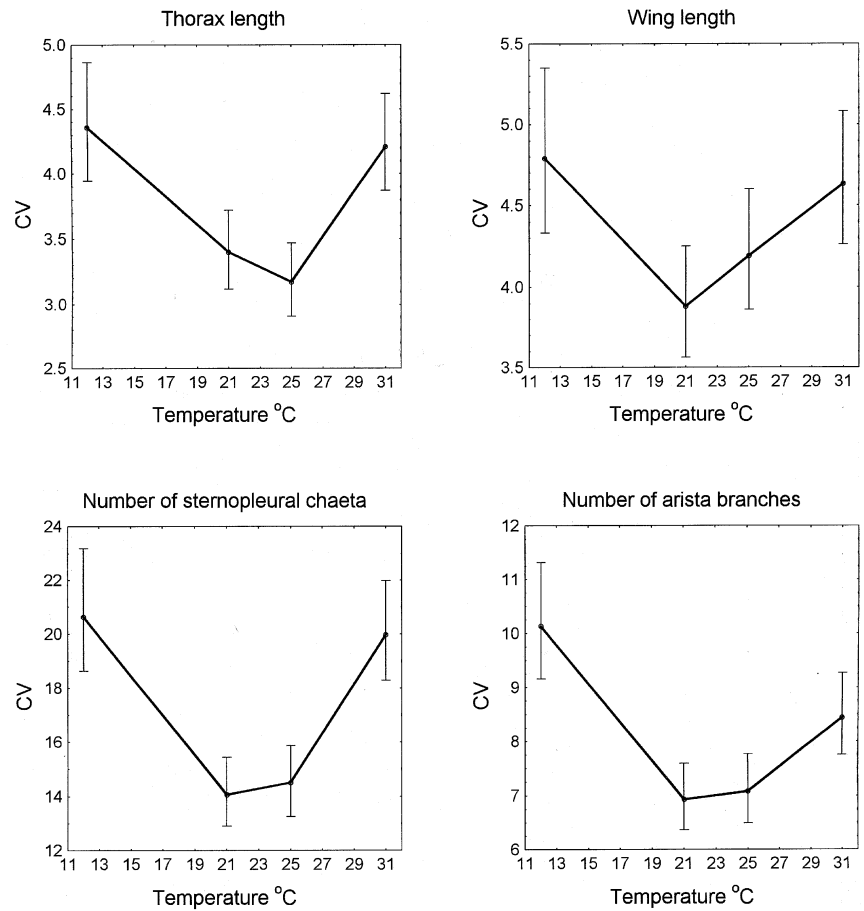 Thorax length
5.0
4.5
4.0
3.5
3.0
2.5
CV
11 13 15 17 19 21 23 25 27 29 31
Temperature °C
Wing length
5.5
5.0
4.5
4.0
3.5
CV
11 13 15 17 19 21 23 25 27 29 31
Temperature °C
Number of sternopleural chaeta
24
22
20
18
16
14
12
CV
11 13 15 17 19 21 23 25 27 29 31
Temperature °C
Number of arista branches
12
11
10
9
8
7
6
CV
11 13 15 17 19 21 23 25 27 29 31
Temperature °C